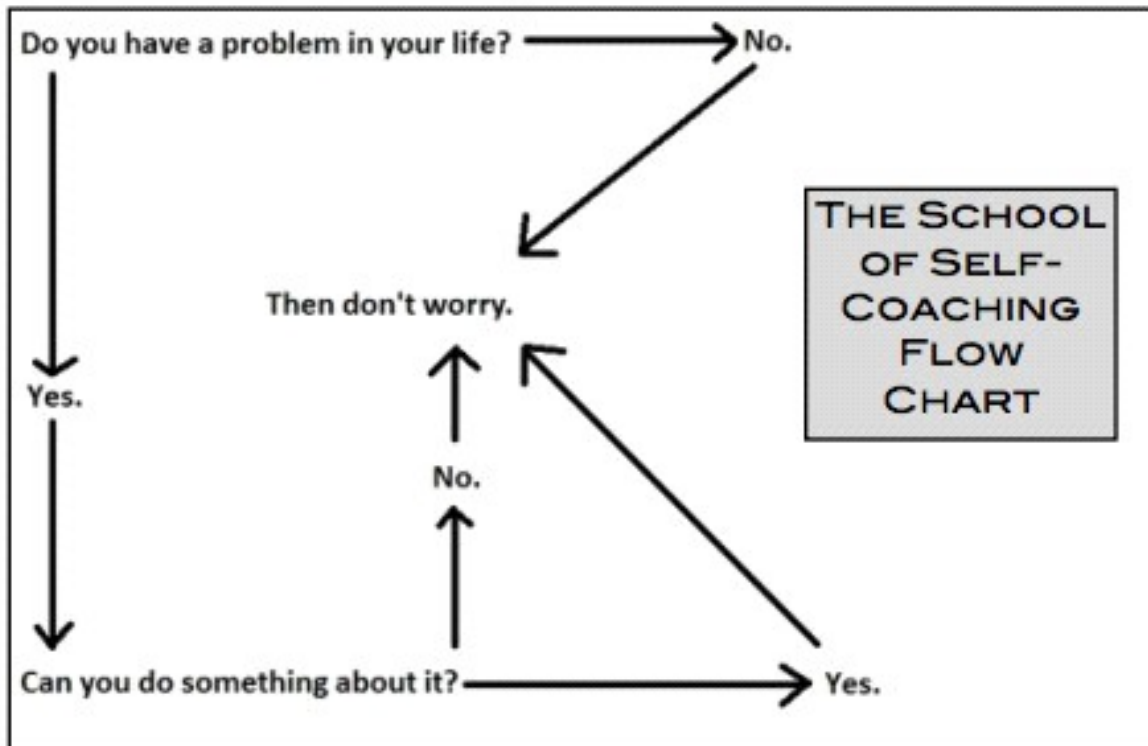 Do you have a problem in your life?
No.
THE SCHOOL
OF SELF-
COACHING
FLOW
CHART
Then don't worry.
Yes.
No.
Can you do something about it?
Yes.